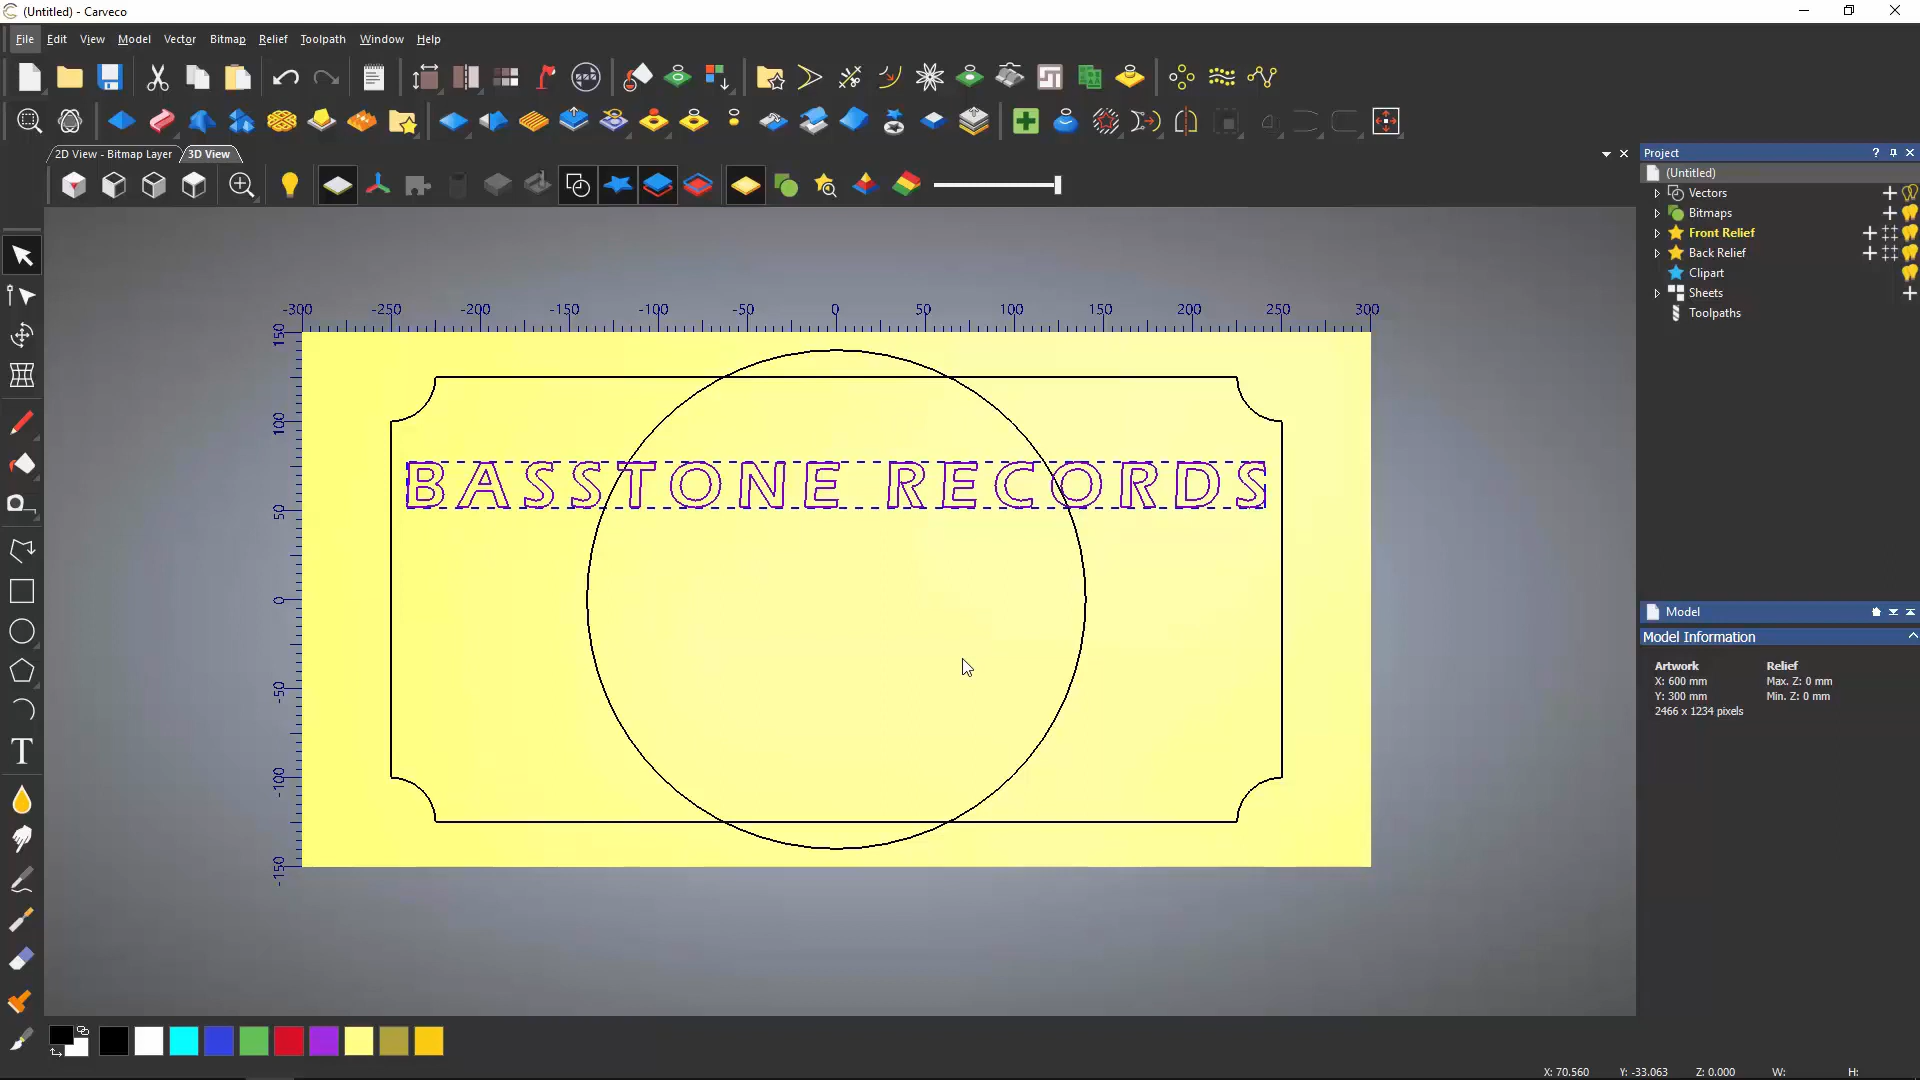 (Untitled) - Carveco
File Edit View Model Vector Bitmap Relief Toolpath Window Help
2D View - Bitmap Layer 3D View
Project
(Untitled)
Vectors
Bitmaps
Front Relief
Back Relief
Clipart
Sheets
Toolpaths
-300 -250 -200 -150 -100 -50 0 50 100 150 200 250 300
150
100
50
0
-50
-100
-150
BASSTONE RECORDS
T
Model
Model Information
Artwork Relief
X: 600 mm Max. Z: 0 mm
Y: 300 mm Min. Z: 0 mm
2466 x 1234 pixels
X: 70.560 Y: -33.063 Z: 0.000 W: H: